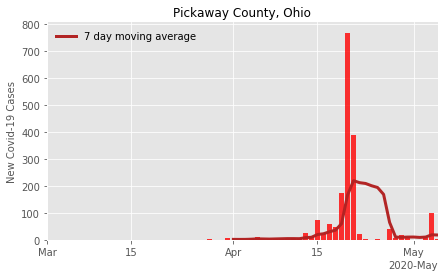 Pickaway County, Ohio
7 day moving average
New Covid-19 Cases
800
700
600
500
400
300
200
100
0
Mar 15 Apr 15 May
2020-May